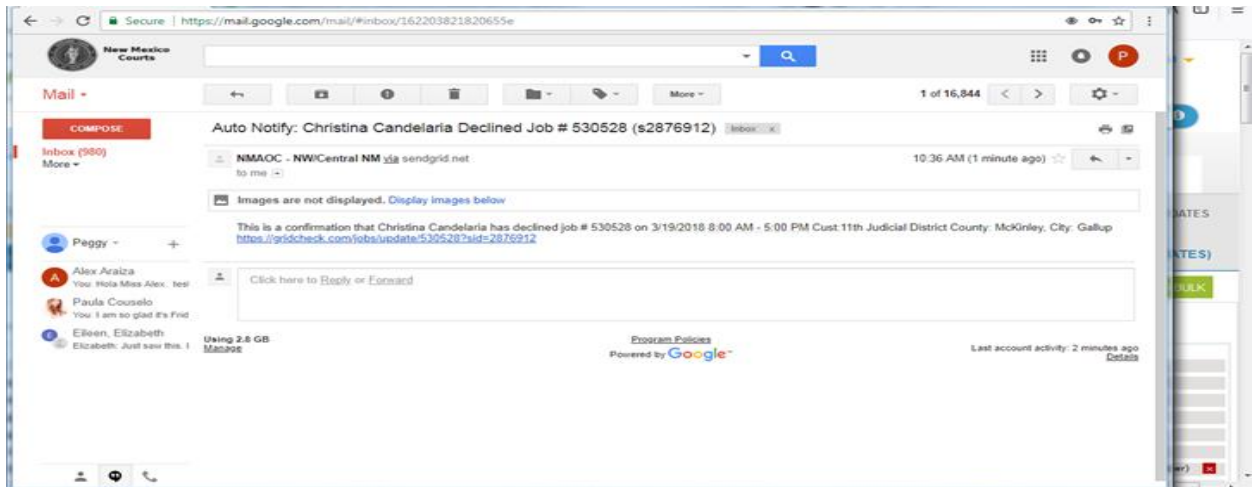 Secure | https://mail.google.com/mail/#inbox/162203821820655e
New Mexico
Courts
P
Mail
More
1 of 16,844
COMPOSE
Auto Notify: Christina Candelaria Declined Job # 530528 (s2876912) Inbox x
Inbox (980)
More
NMAOC - NW/Central NM via sendgrid.net
10:36 AM (1 minute ago)
to me
Images are not displayed. Display images below
This is a confirmation that Christina Candelaria has declined job # 530528 on 3/19/2018 8:00 AM - 5:00 PM Cust:11th Judicial District County: McKinley, City: Gallup
https://gridcheck.com/jobs/update/530528?sid=2876912
Peggy
+
A
Alex Araiza
You: Hola Miss Alex.
Paula Couselo
You: I am so glad it's Frid
E
Eileen, Elizabeth
Elizabeth: Just saw this. I
Click here to Reply or Forward
Using 2.8 GB
Manage
Program Policies
Powered by Google
Last account activity: 2 minutes ago
Details
DATES
ATES)
BULK